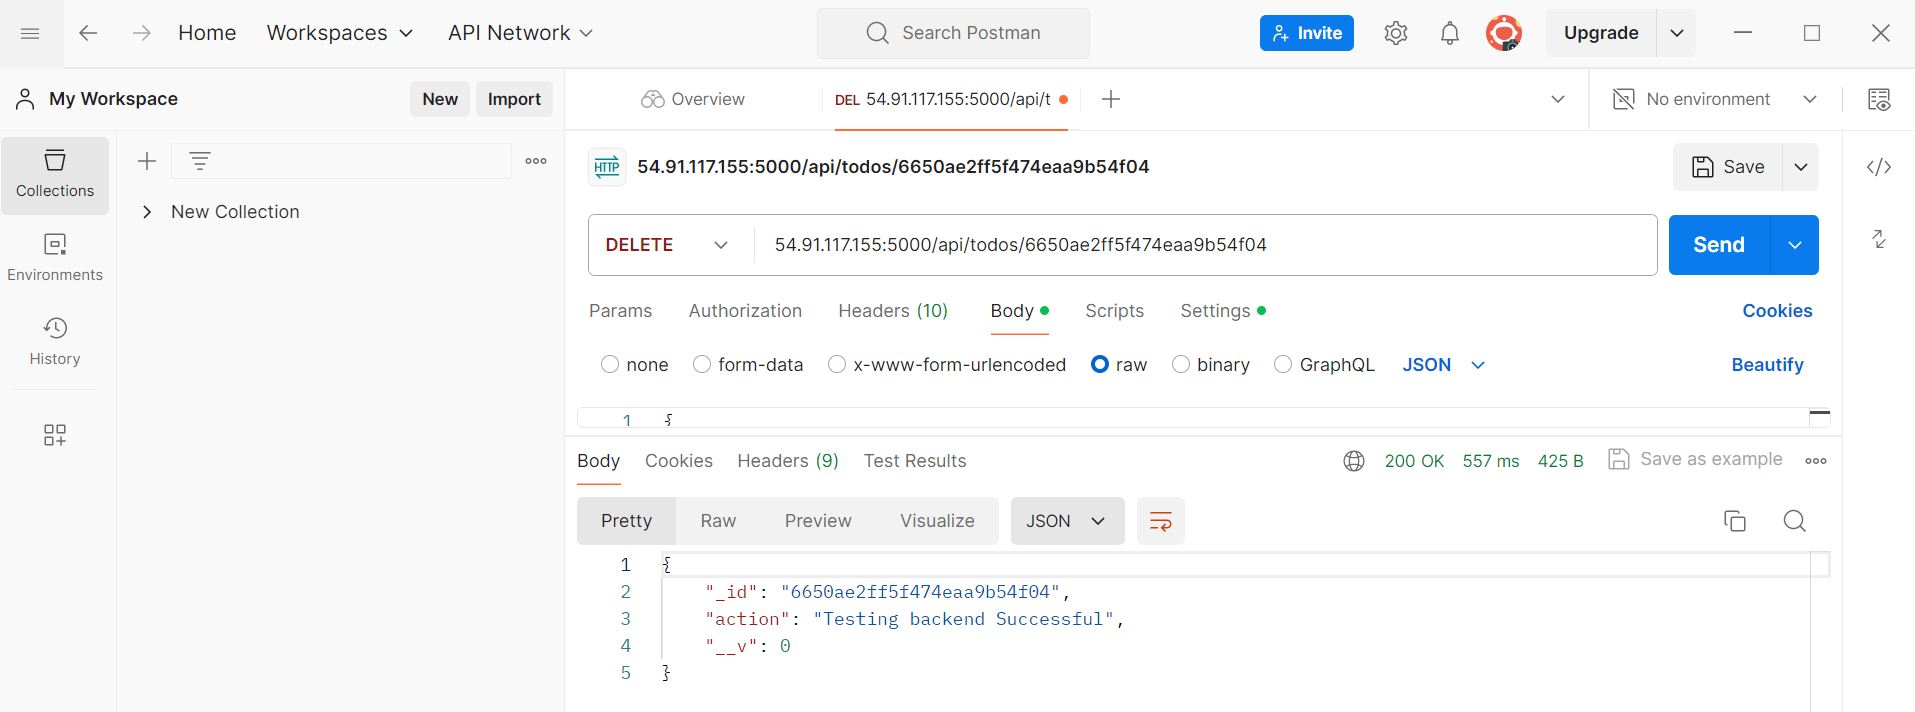 Home Workspaces API Network Search Postman Invite Upgrade
My Workspace New Import Overview DEL 54.91.117.155:5000/api/t No environment
Collections
Environments
History
New Collection
HTTP 54.91.117.155:5000/api/todos/6650ae2ff5f474eaa9b54f04 Save
DELETE 54.91.117.155:5000/api/todos/6650ae2ff5f474eaa9b54f04 Send
Params Authorization Headers (10) Body Scripts Settings Cookies
none form-data x-www-form-urlencoded raw binary GraphQL JSON Beautify
1 {
Body Cookies Headers (9) Test Results 200 OK 557 ms 425 B Save as example
Pretty Raw Preview Visualize JSON
1 {
2 "_id": "6650ae2ff5f474eaa9b54f04",
3 "action": "Testing backend Successful",
4 "__v": 0
5 }